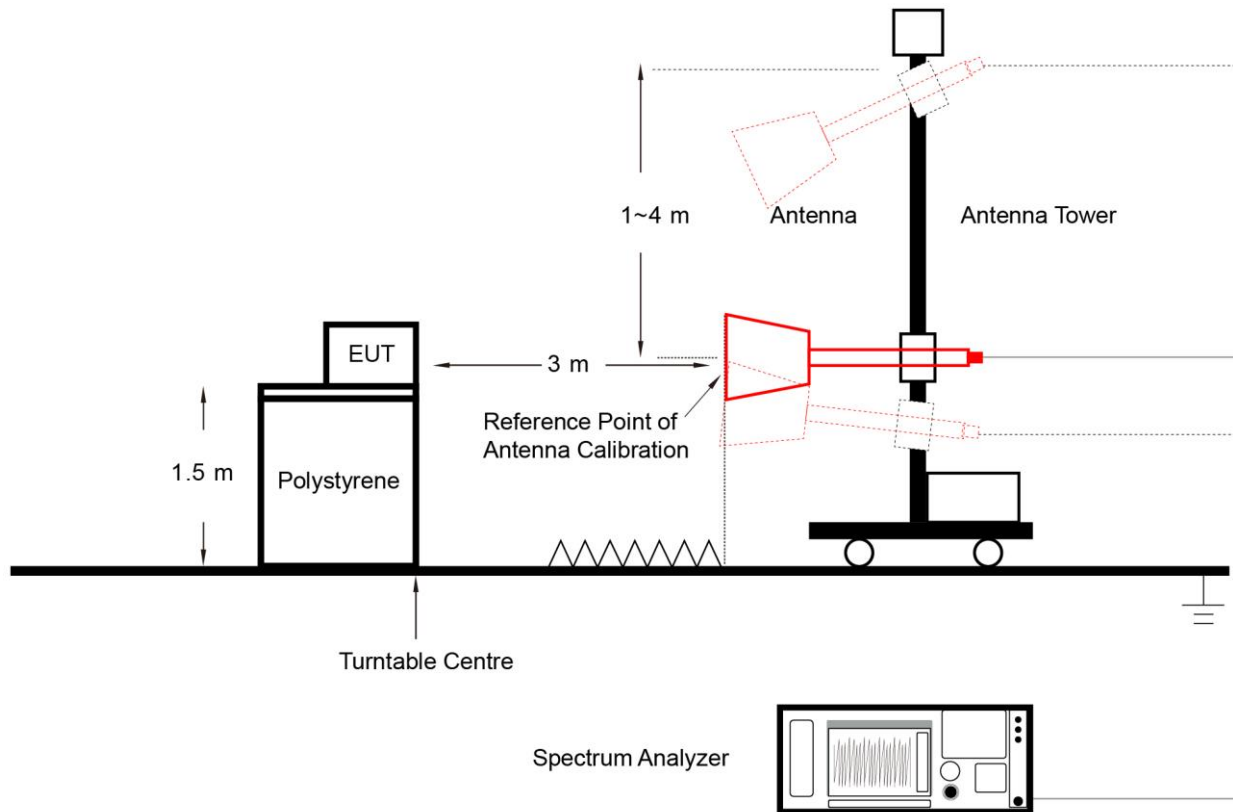 1~4 m
Antenna
Antenna Tower
EUT
3 m
Reference Point of
Antenna Calibration
1.5 m
Polystyrene
Turntable Centre
Spectrum Analyzer